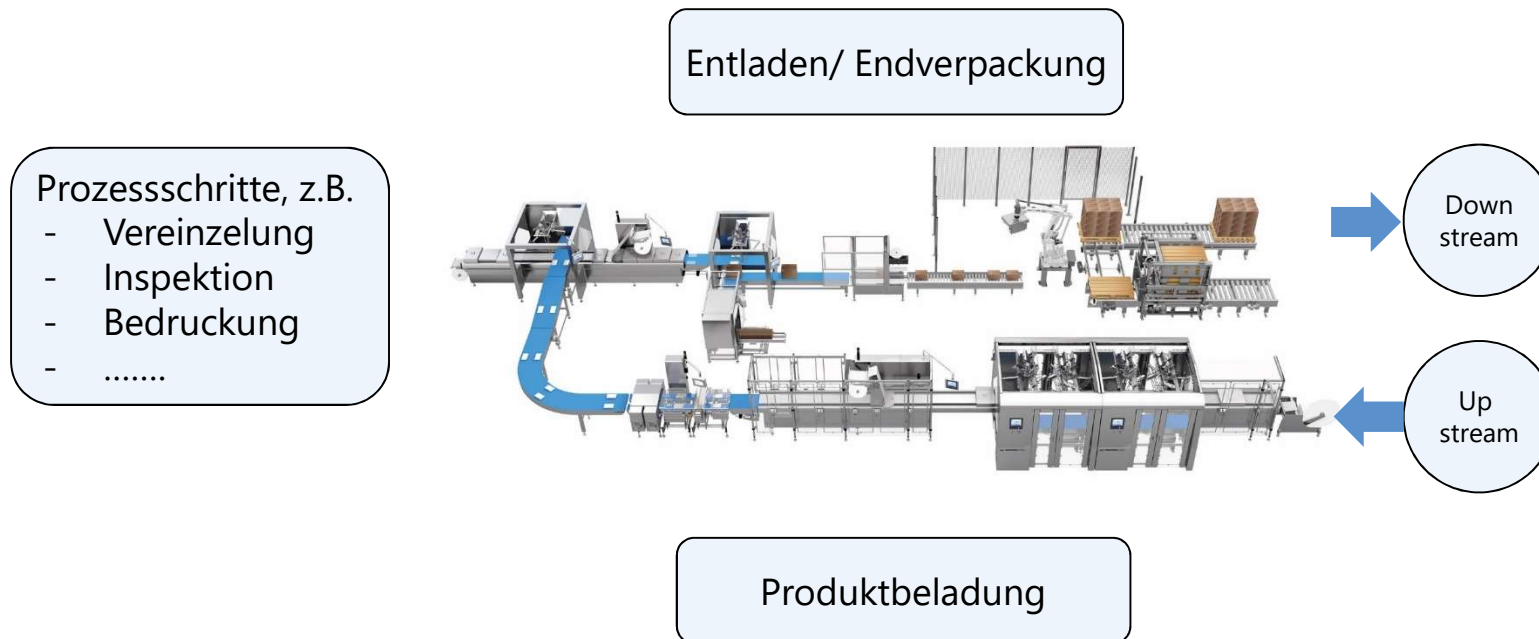 Entladen/ Endverpackung
Prozessschritte, z.B.
- Vereinzelung
- Inspektion
- Bedruckung
- .......
Down
stream
Up
stream
Produktbeladung